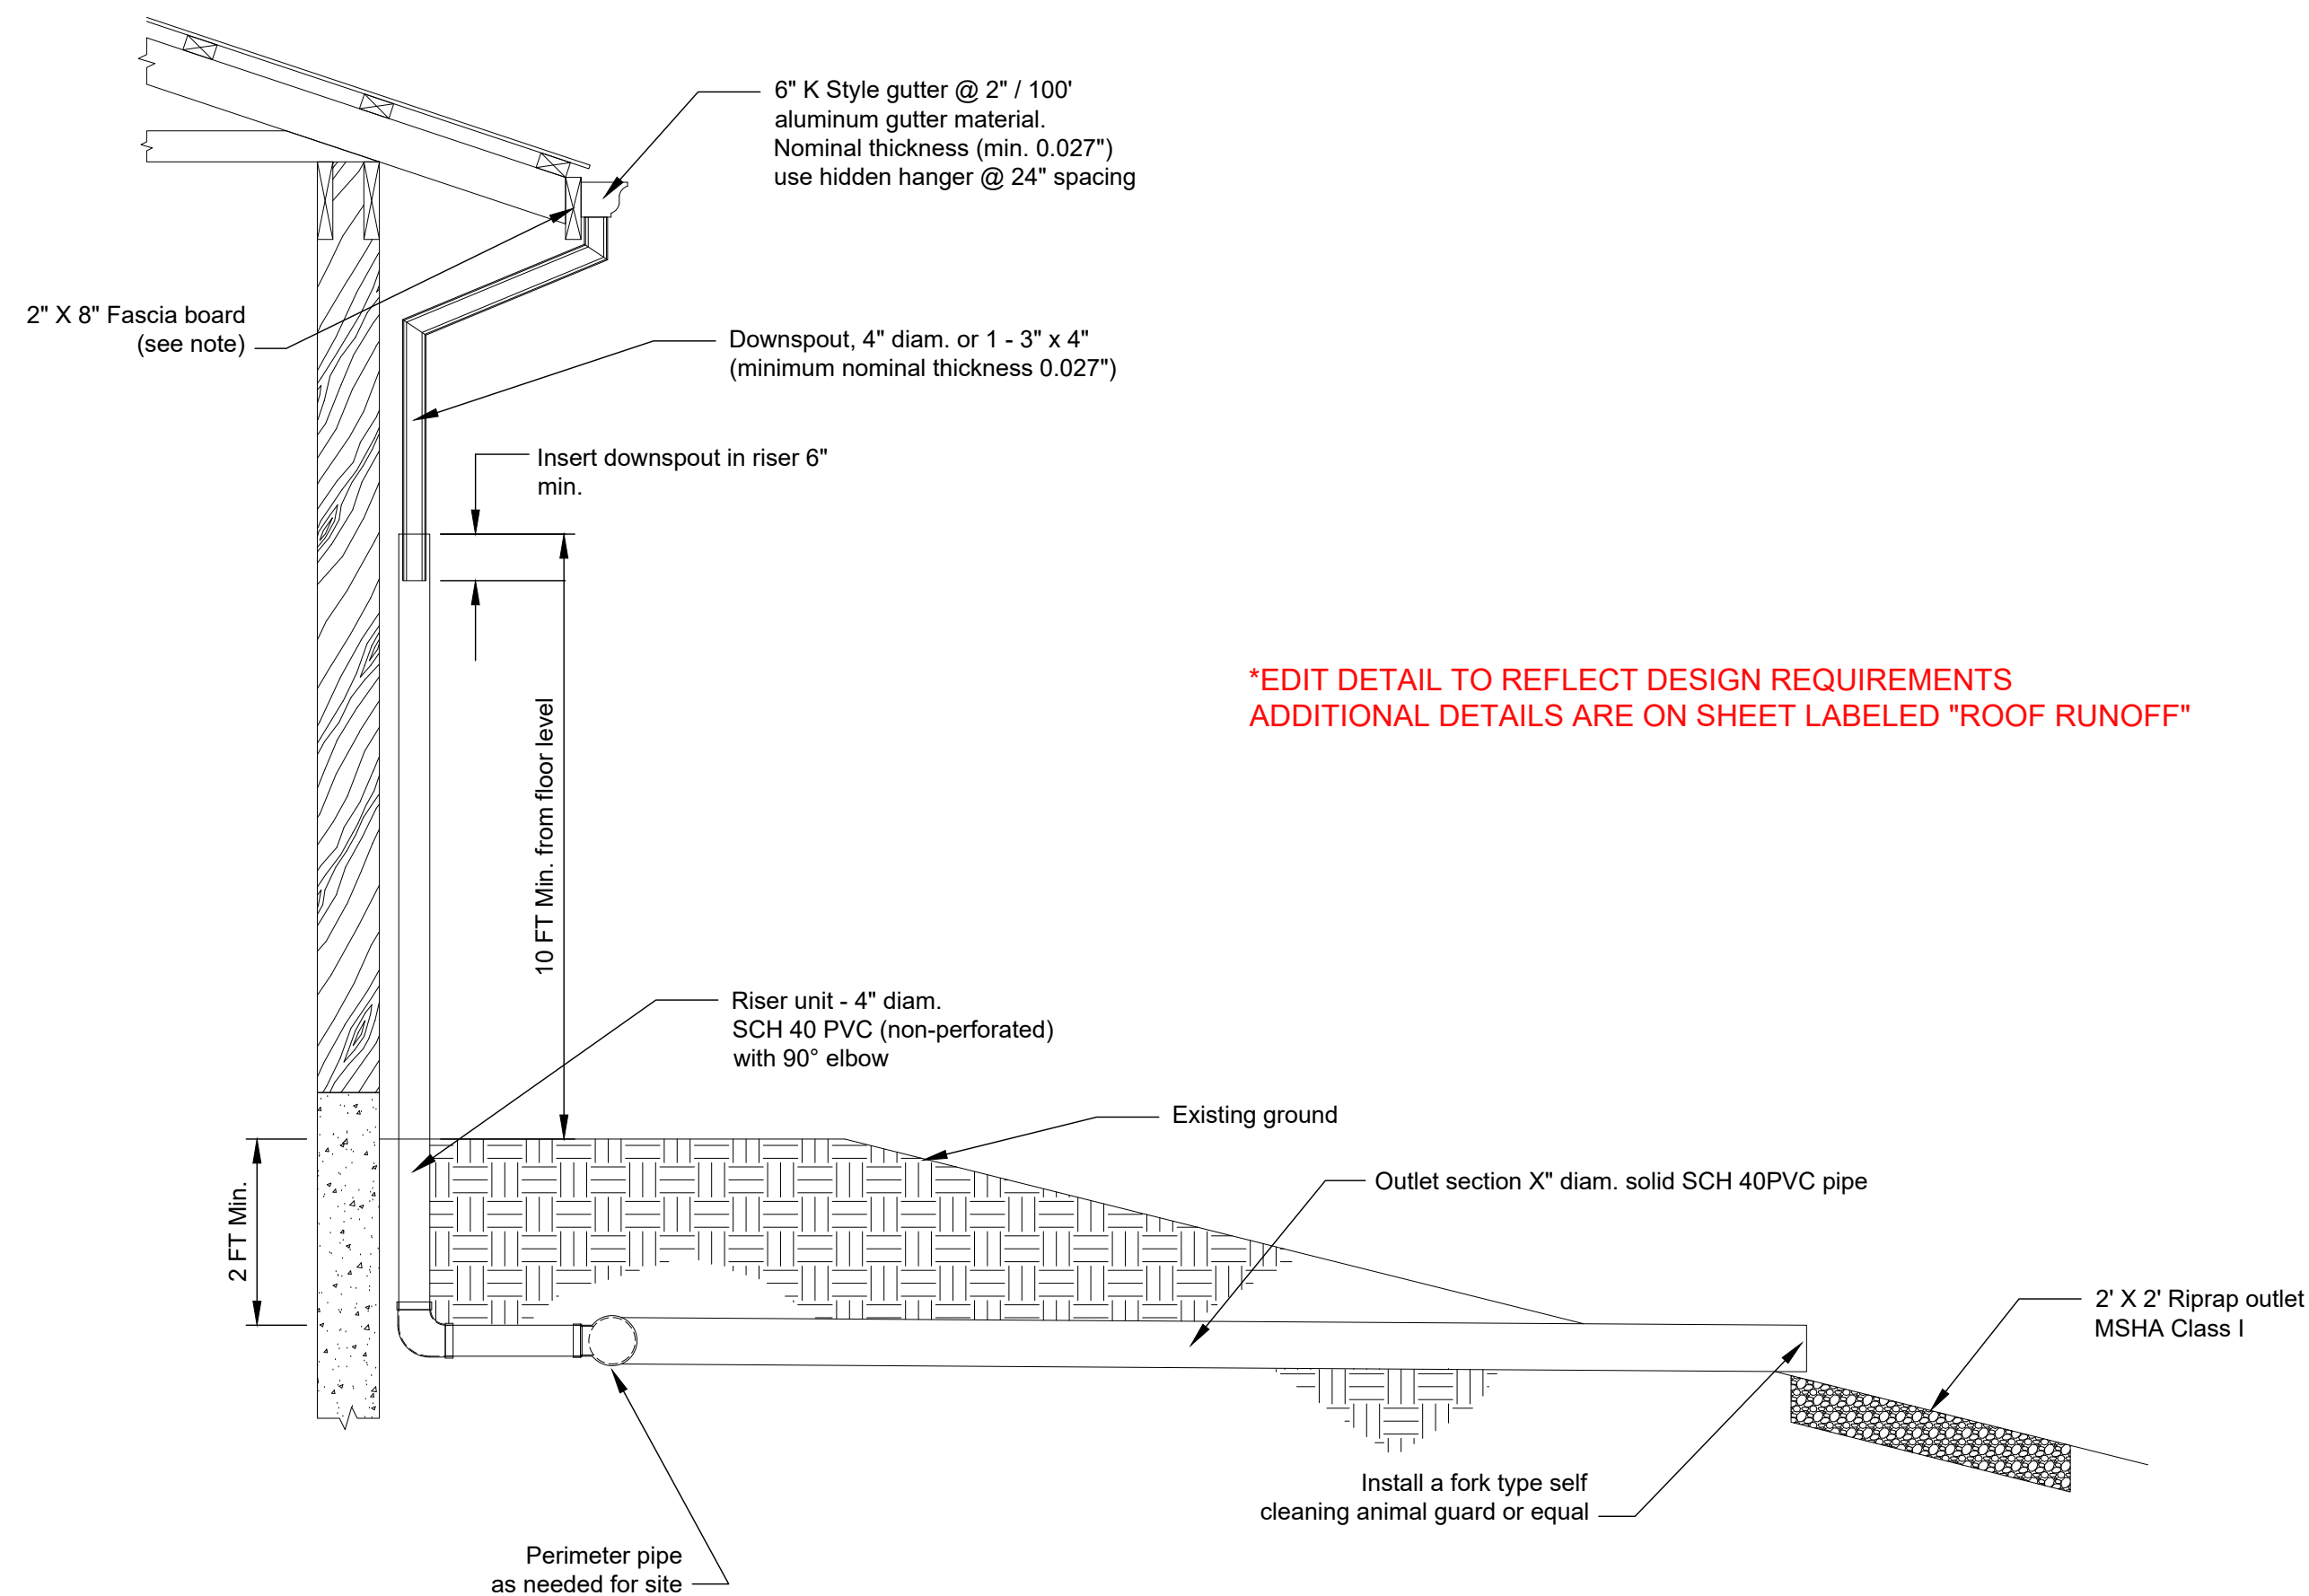 6" K Style gutter @ 2" / 100'
aluminum gutter material.
Nominal thickness (min. 0.027")
use hidden hanger @ 24" spacing
2" X 8" Fascia board
(see note)
Downspout, 4" diam. or 1 - 3" x 4"
(minimum nominal thickness 0.027")
Insert downspout in riser 6"
min.
10 FT Min. from floor level
*EDIT DETAIL TO REFLECT DESIGN REQUIREMENTS
ADDITIONAL DETAILS ARE ON SHEET LABELED "ROOF RUNOFF"
Riser unit - 4" diam.
SCH 40 PVC (non-perforated)
with 90° elbow
Existing ground
2 FT Min.
Outlet section X" diam. solid SCH 40PVC pipe
2' X 2' Riprap outlet
MSHA Class I
Install a fork type self
cleaning animal guard or equal
Perimeter pipe
as needed for site